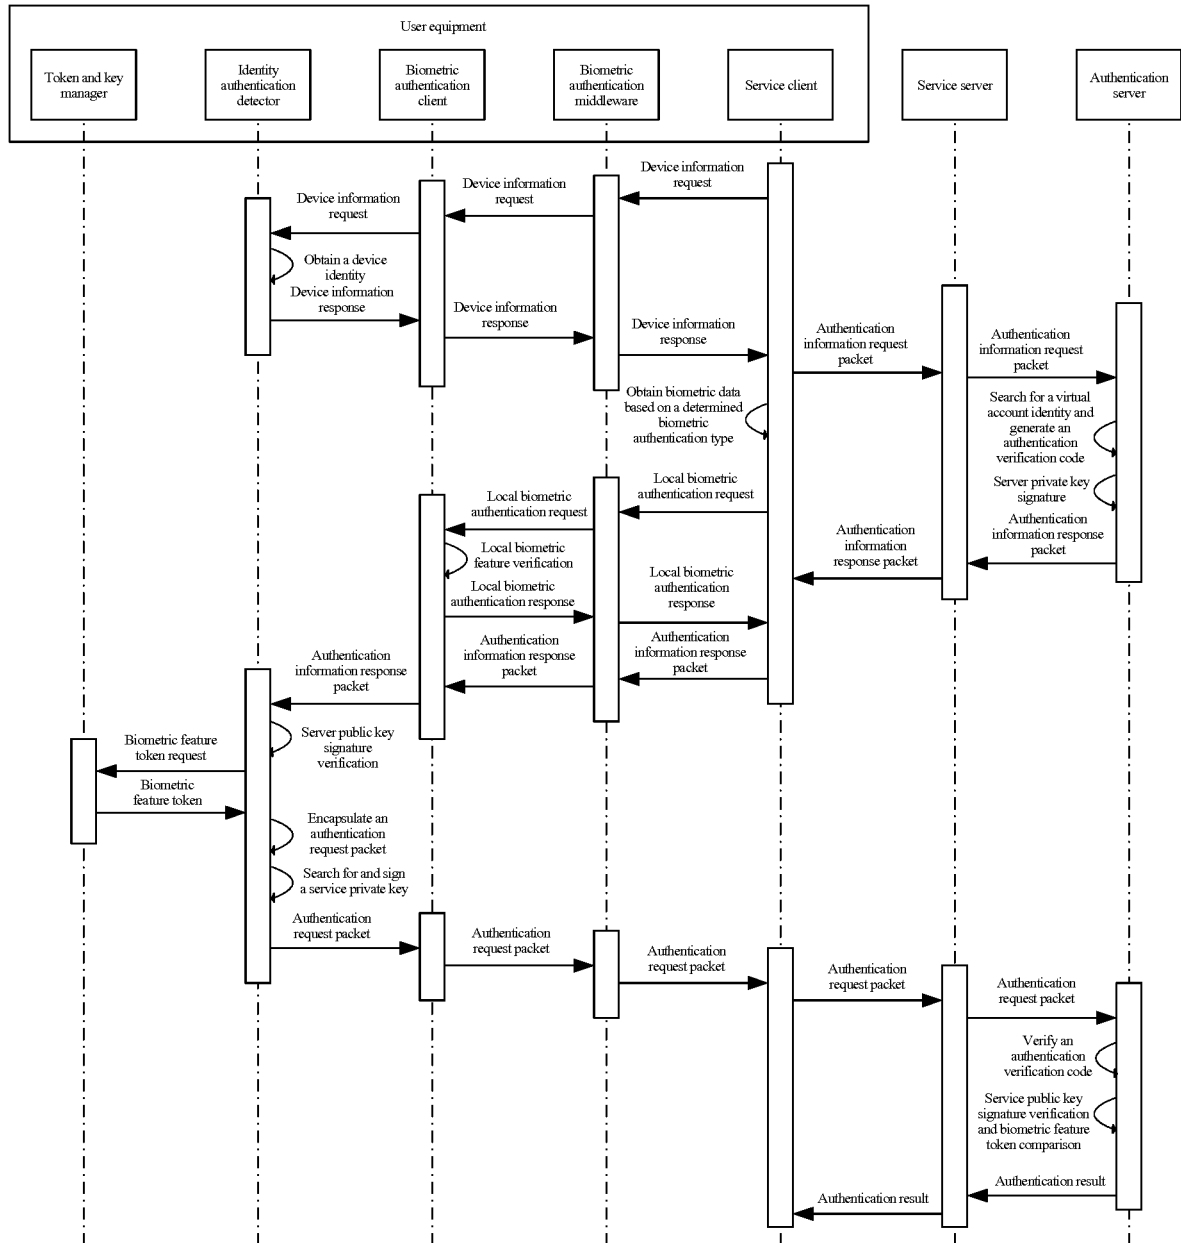 User equipment
Token and key
manager
Identity
authentication
detector
Biometric
authentication
client
Biometric
authentication
middleware
Service client
Service server
Authentication
server
Device information
request
Device information
request
Device information
request
Obtain a device
identity
Device information
response
Device information
response
Device information
response
Authentication
information request
packet
Authentication
information request
packet
Obtain biometric data
based on a determined
biometric
authentication type
Search for a virtual
account identity and
generate an
authentication
verification code
Server private key
signature
Authentication
information response
packet
Authentication
information
response packet
Local biometric
authentication request
Local biometric
authentication request
Local biometric
feature verification
Local biometric
authentication response
Local biometric
authentication
response
Authentication
information response
packet
Authentication
information response
packet
Authentication
information response
packet
Server public key
signature
verification
Biometric feature
token request
Biometric
feature token
Encapsulate an
authentication
request packet
Search for and sign
a service private key
Authentication
request packet
Authentication
request packet
Authentication
request packet
Authentication
request packet
Authentication
request packet
Verify an
authentication
verification code
Service public key
signature verification
and biometric feature
token comparison
Authentication result
Authentication result